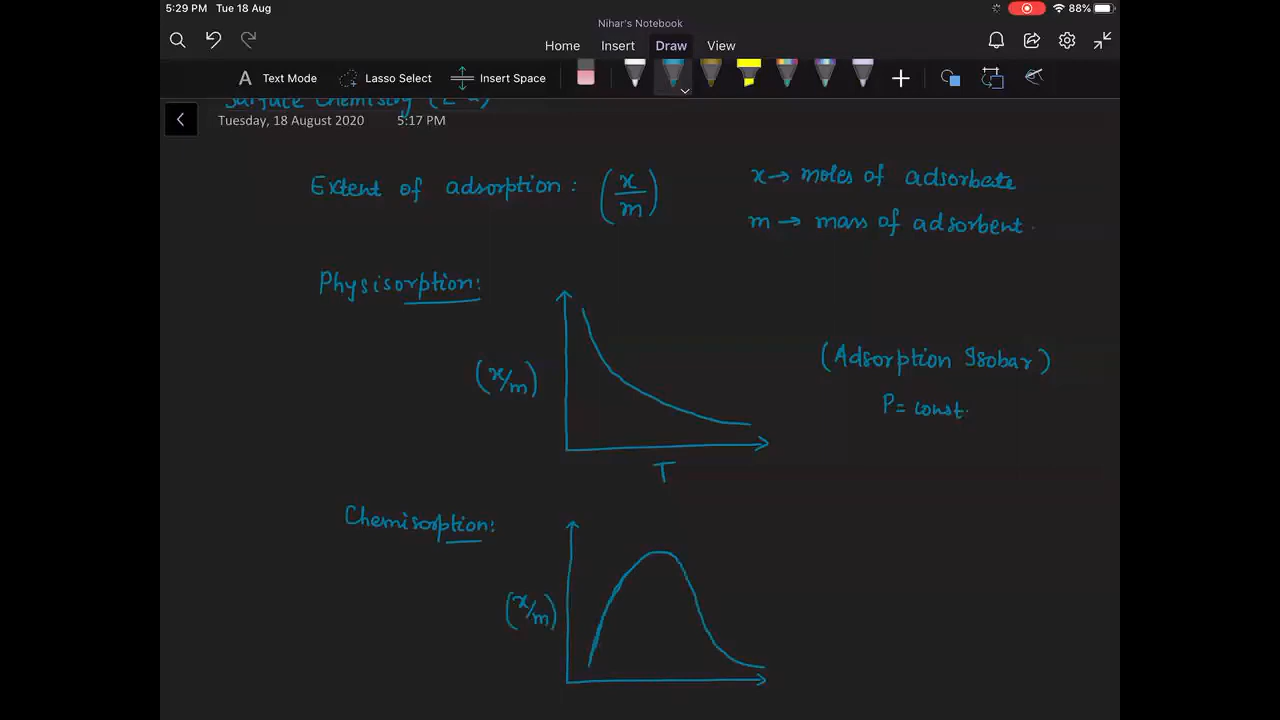 5:29 PM Tue 18 Aug
88%
Nihar's Notebook
Home Insert Draw View
Text Mode Lasso Select Insert Space
Surface Chemistry
Tuesday, 18 August 2020 5:17 PM
Extent of adsorption: (x/m) x → moles of adsorbate
m → mass of adsorbent.
Physisorption:
(x/m)
(Adsorption Isobar)
P = const.
T
Chemisorption:
(x/m)